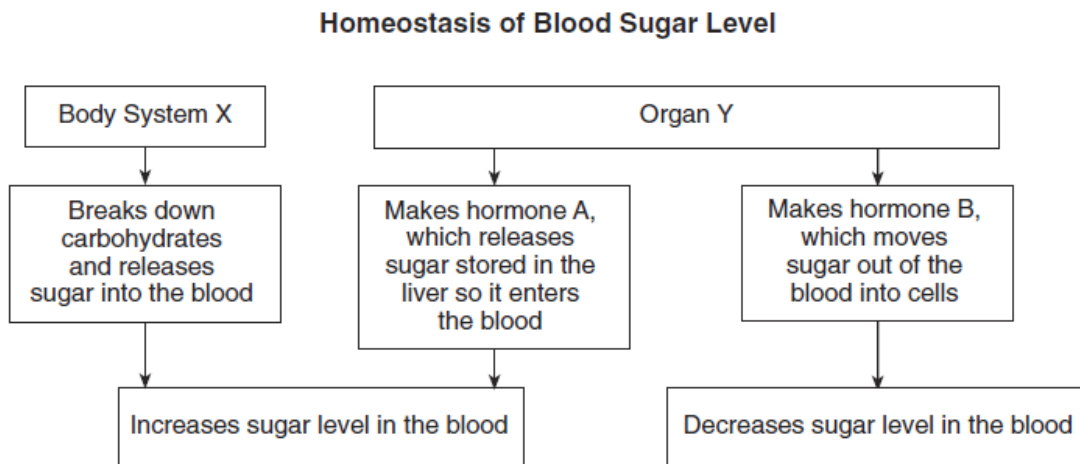 Homeostasis of Blood Sugar Level
Body System X
Organ Y
Breaks down
carbohydrates
and releases
sugar into the blood
Makes hormone A,
which releases
sugar stored in the
liver so it enters
the blood
Makes hormone B,
which moves
sugar out of the
blood into cells
Increases sugar level in the blood
Decreases sugar level in the blood